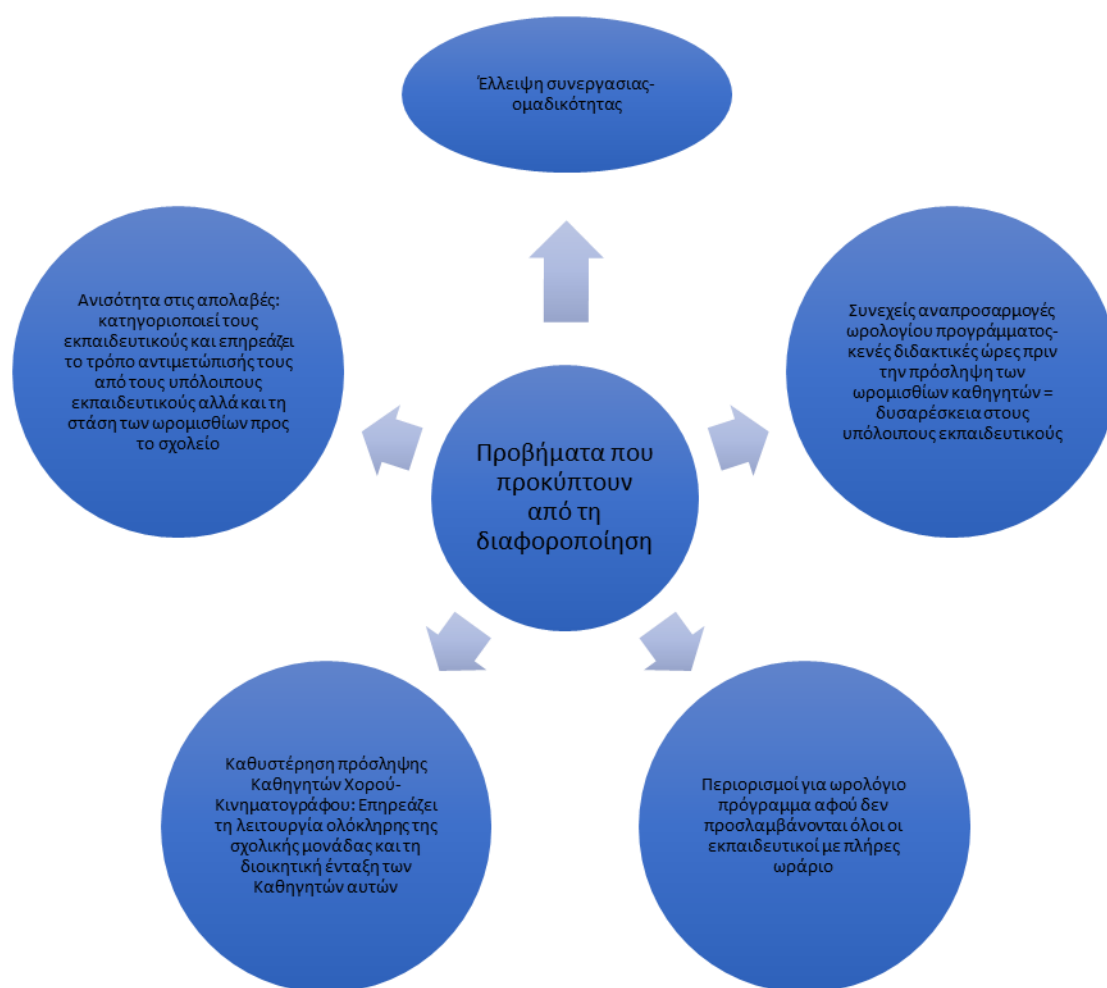 Έλλειψη συνεργασιας-
ομαδικότητας
Συνεχείς αναπροσαρμογές
ωρολογίου προγράμματος-
κενές διδακτικές ώρες πριν
την πρόσληψη των
ωρομισθίων καθηγητών =
δυσαρέσκεια στους
υπόλοιπους εκπαιδευτικούς
Περιορισμοί για ωρολόγιο
πρόγραμμα αφού δεν
προσλαμβάνονται όλοι οι
εκπαιδευτικοί με πλήρες
ωράριο
Καθυστέρηση πρόσληψης
Καθηγητών Χορού-
Κινηματογράφου: Επηρεάζει
τη λειτουργία ολόκληρης της
σχολικής μονάδας και τη
διοικητική ένταξη των
Καθηγητών αυτών
Ανισότητα στις απολαβές:
κατηγοριοποιεί τους
εκπαιδευτικούς και επηρεάζει
το τρόπο αντιμετώπισής τους
από τους υπόλοιπους
εκπαιδευτικούς αλλά και τη
στάση των ωρομισθίων προς
το σχολείο
Προβήματα που
προκύπτουν
από τη
διαφοροποίηση